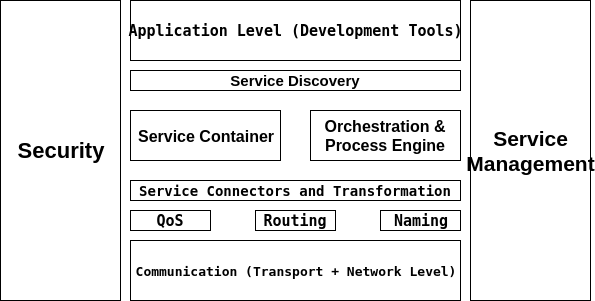 Application Level (Development Tools)
Service Discovery
Security
Service Container
Orchestration &
Process Engine
Service
Management
Service Connectors and Transformation
QoS
Routing
Naming
Communication (Transport + Network Level)